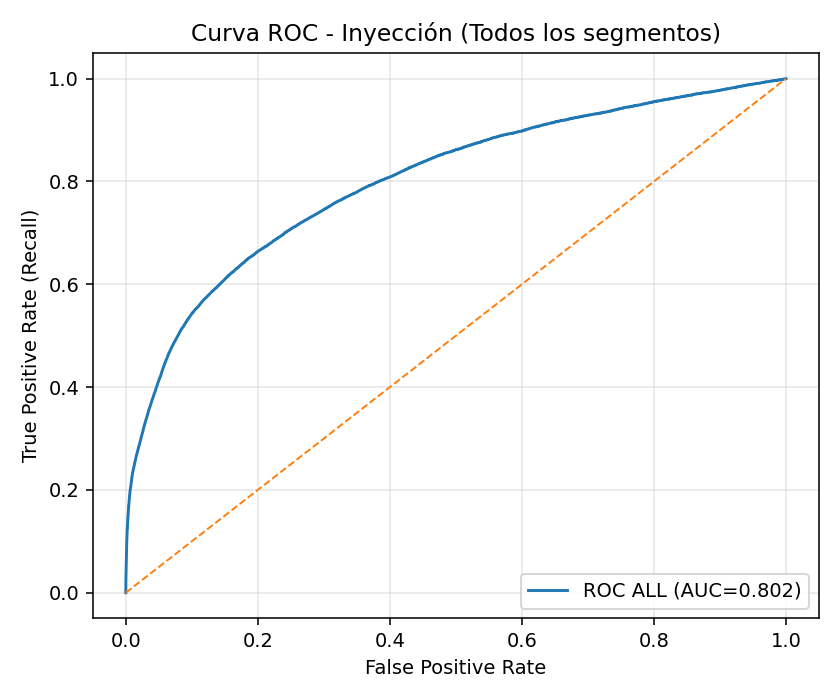 Curva ROC - Inyección (Todos los segmentos)
True Positive Rate (Recall)
1.0
0.8
0.6
0.4
0.2
0.0
ROC ALL (AUC=0.802)
0.0 0.2 0.4 0.6 0.8 1.0
False Positive Rate